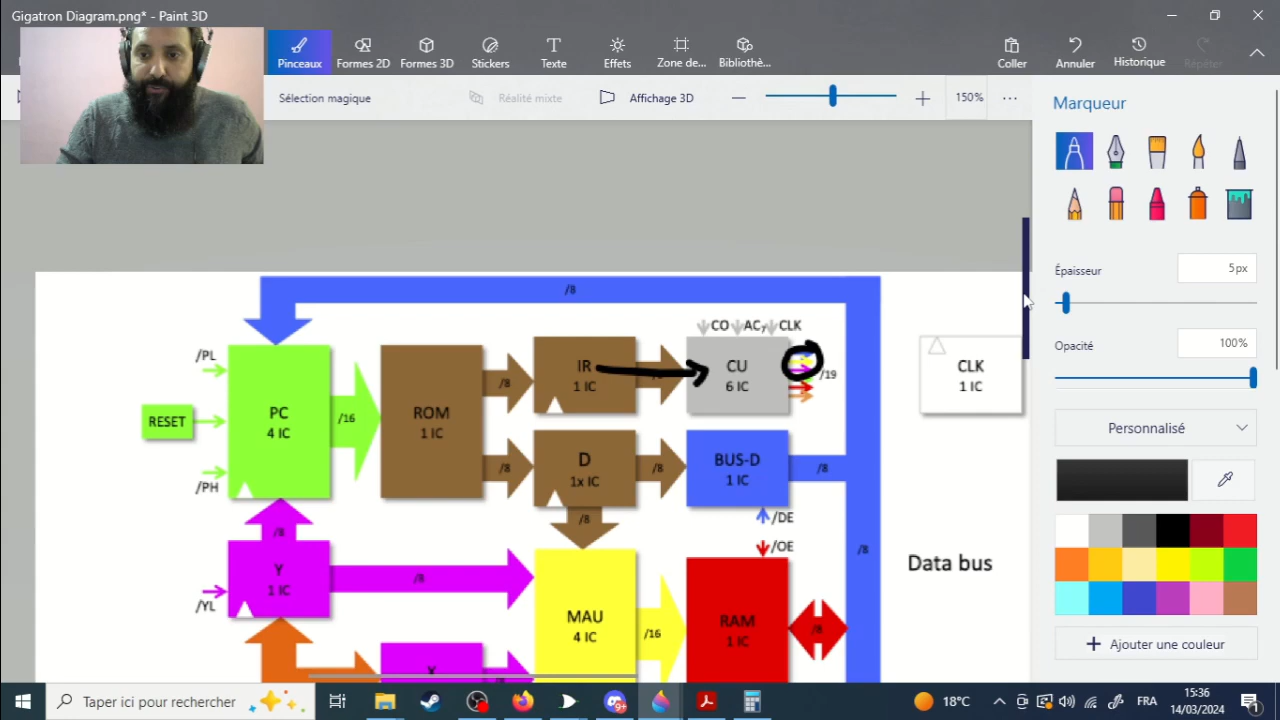 Gigatron Diagram.png* - Paint 3D
Pinceaux
Formes 2D
Formes 3D
Stickers
Texte
Effets
Zone de...
Bibliothè...
Coller
Annuler
Historique
Répéter
Sélection magique
Réalité mixte
Affichage 3D
150%
Marqueur
Épaisseur
5px
Opacité
100%
Personnalisé
Ajouter une couleur
/8
CO AC7 CLK
/PL
PC
4 IC
RESET
/PH
/16
ROM
1 IC
/8
IR
1 IC
CU
6 IC
/19
CLK
1 IC
/8
D
1x IC
/8
BUS-D
1 IC
/8
/8
/DE
/OE
/8
Y
1 IC
/YL
/8
MAU
4 IC
/16
RAM
1 IC
/8
/8
Data bus
X
Taper ici pour rechercher
9+
18°C
FRA
15:36
14/03/2024
1